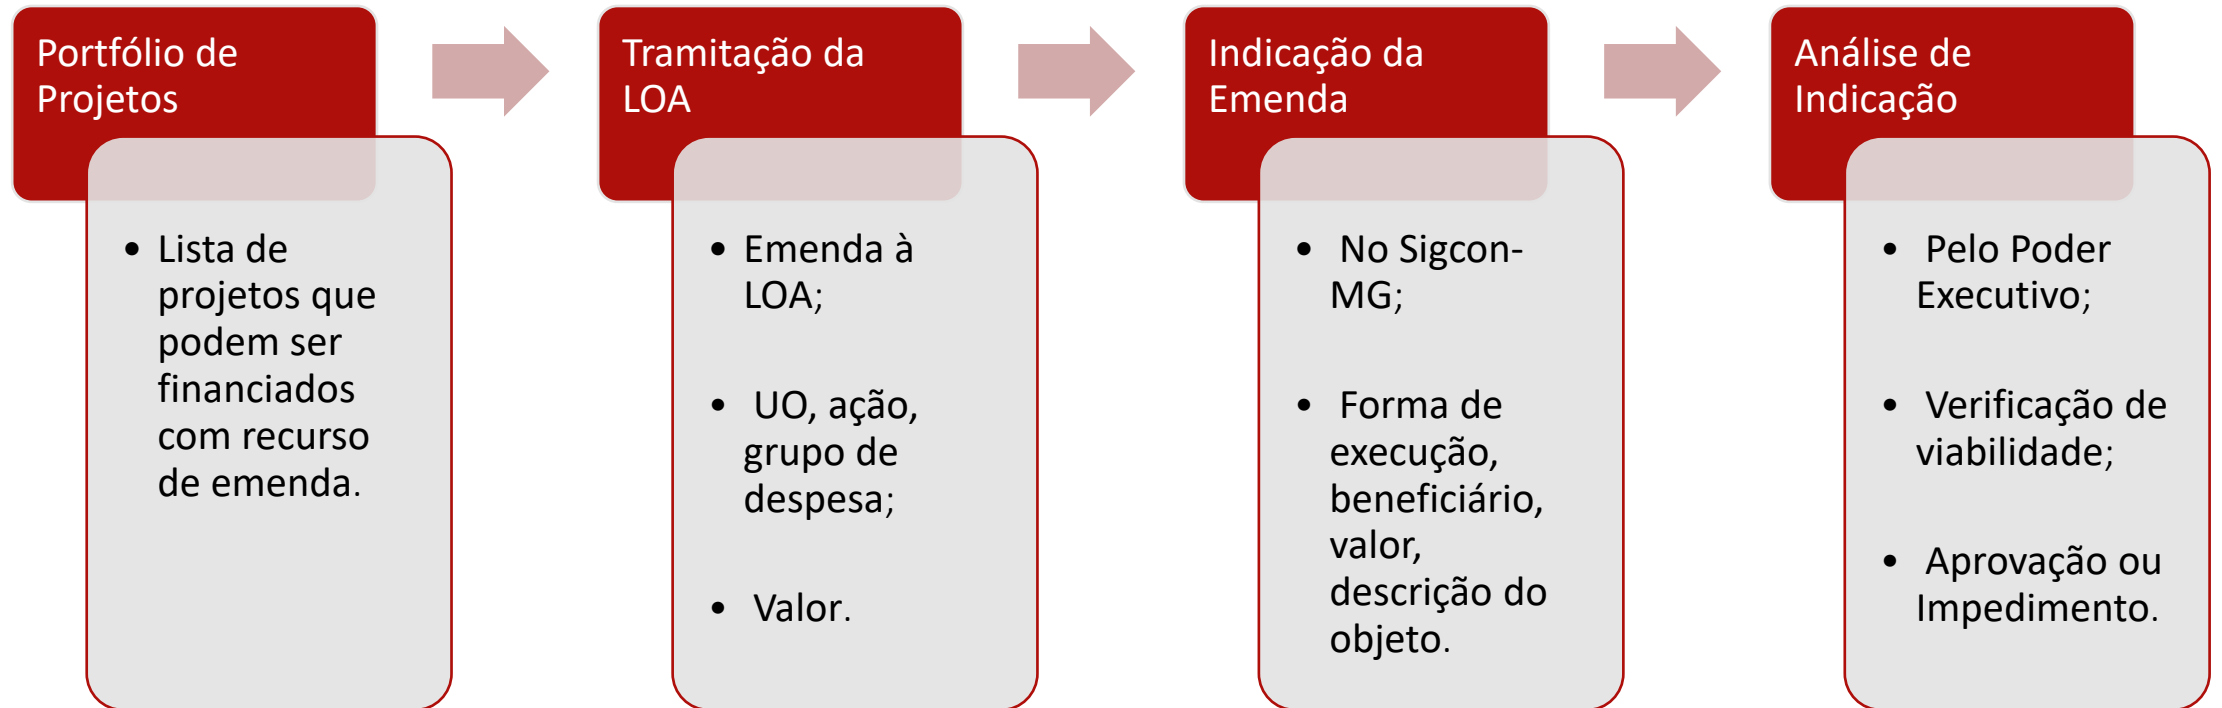 Portfólio de
Projetos
• Lista de
projetos que
podem ser
financiados
com recurso
de emenda.
Tramitação da
LOA
• Emenda à
LOA;
• UO, ação,
grupo de
despesa;
• Valor.
Indicação da
Emenda
• No Sigcon-
MG;
• Forma de
execução,
beneficiário,
valor,
descrição do
objeto.
Análise de
Indicação
• Pelo Poder
Executivo;
• Verificação de
viabilidade;
• Aprovação ou
Impedimento.